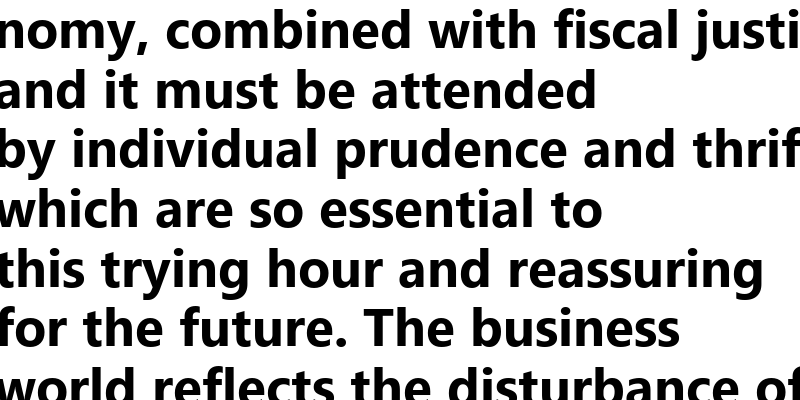 nomy, combined with fiscal justi
and it must be attended
by individual prudence and thrif
which are so essential to
this trying hour and reassuring
for the future. The business
world reflects the disturbance of